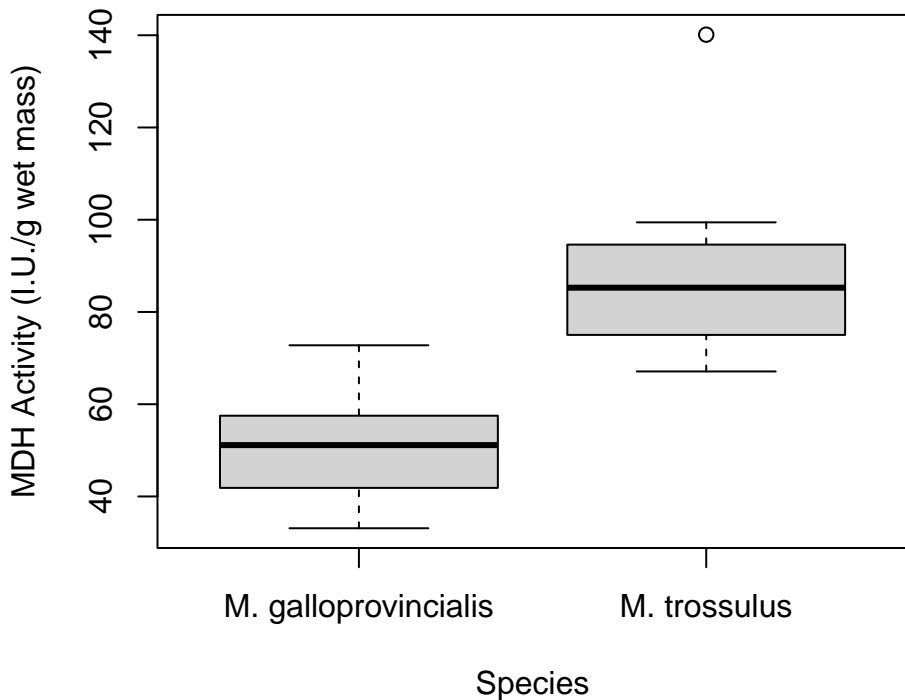 MDH Activity (I.U./g wet mass)
140
120
100
80
60
40
M. galloprovincialis
M. trossulus
Species